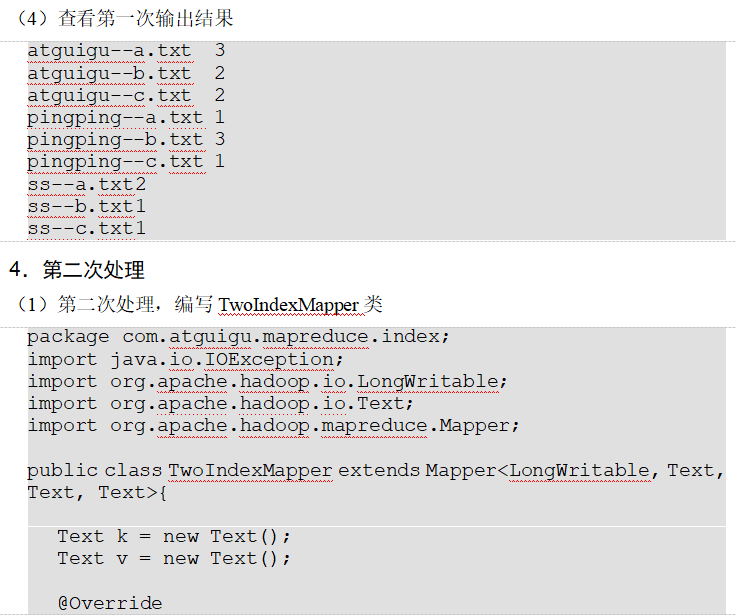 （4）查看第一次输出结果
atguigu--a.txt 3
atguigu--b.txt 2
atguigu--c.txt 2
pingping--a.txt 1
pingping--b.txt 3
pingping--c.txt 1
ss--a.txt2
ss--b.txt1
ss--c.txt1
4．第二次处理
（1）第二次处理，编写 TwoIndexMapper 类
package com.atguigu.mapreduce.index;
import java.io.IOException;
import org.apache.hadoop.io.LongWritable;
import org.apache.hadoop.io.Text;
import org.apache.hadoop.mapreduce.Mapper;
public class TwoIndexMapper extends Mapper<LongWritable, Text,
Text, Text>{
Text k = new Text();
Text v = new Text();
@Override